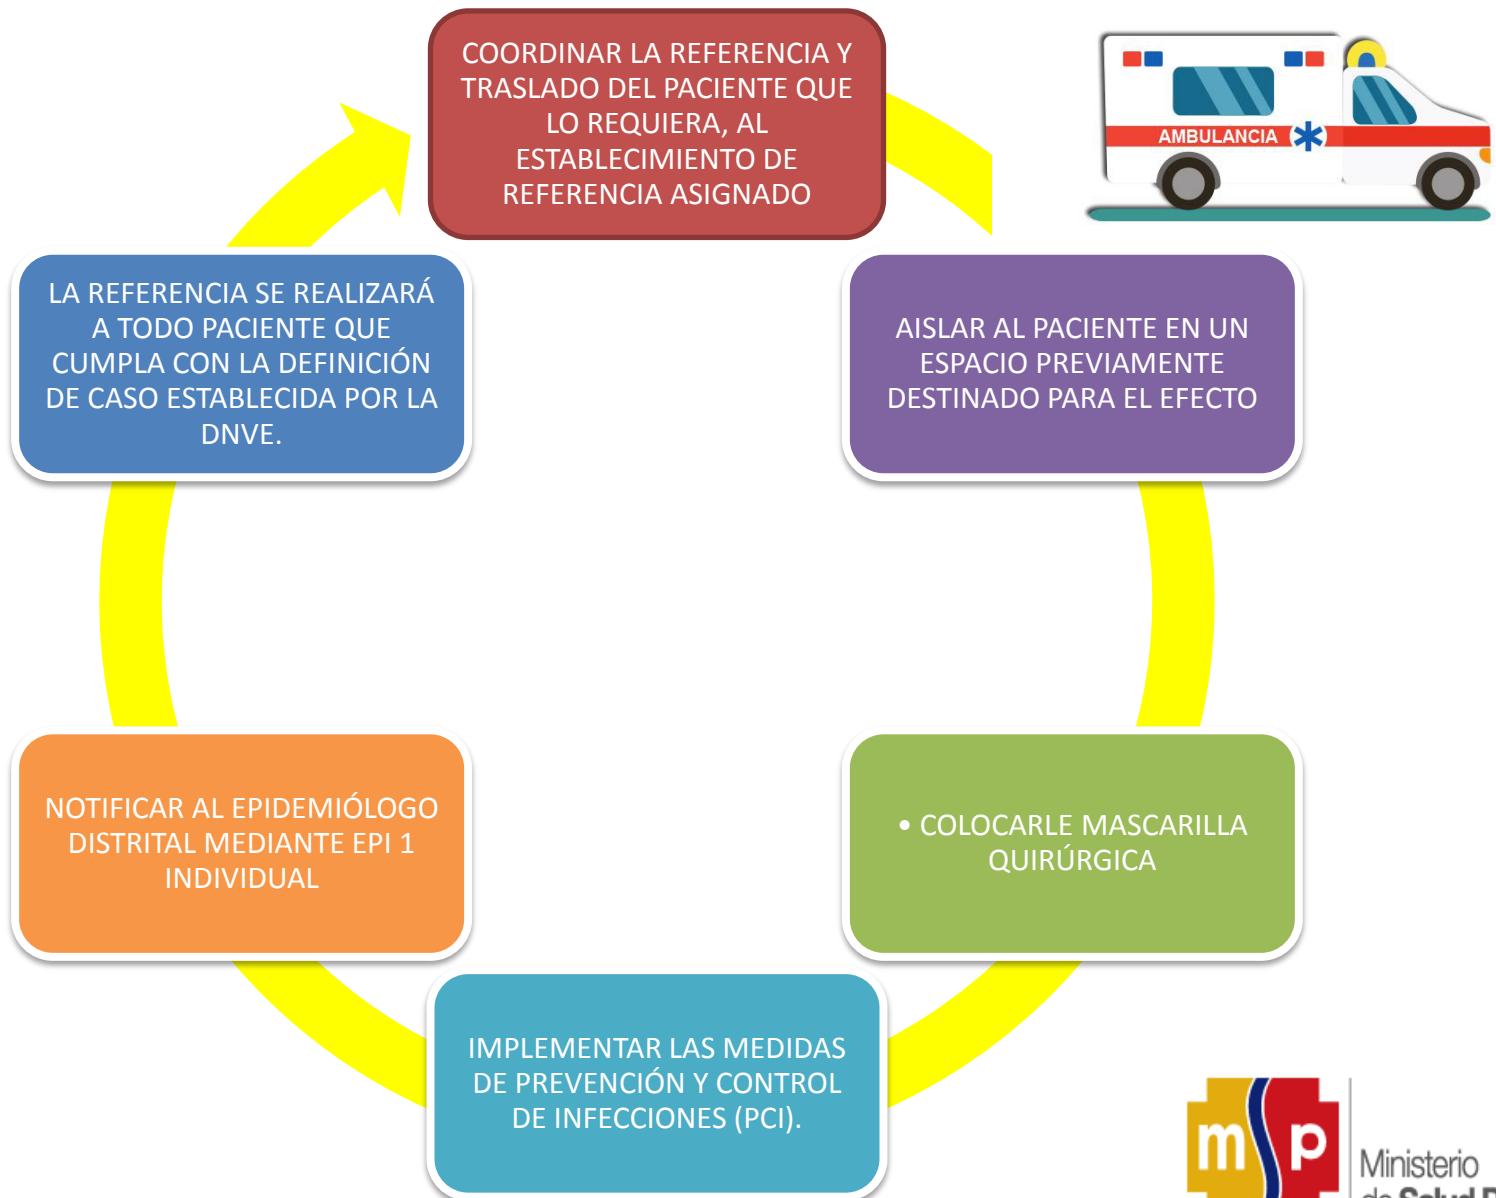 COORDINAR LA REFERENCIA Y
TRASLADO DEL PACIENTE QUE
LO REQUIERA, AL
ESTABLECIMIENTO DE
REFERENCIA ASIGNADO
AMBULANCIA
AISLAR AL PACIENTE EN UN
ESPACIO PREVIAMENTE
DESTINADO PARA EL EFECTO
• COLOCARLE MASCARILLA
QUIRÚRGICA
IMPLEMENTAR LAS MEDIDAS
DE PREVENCIÓN Y CONTROL
DE INFECCIONES (PCI).
NOTIFICAR AL EPIDEMIÓLOGO
DISTRITAL MEDIANTE EPI 1
INDIVIDUAL
LA REFERENCIA SE REALIZARÁ
A TODO PACIENTE QUE
CUMPLA CON LA DEFINICIÓN
DE CASO ESTABLECIDA POR LA
DNVE.
msp
Ministerio
de Salud